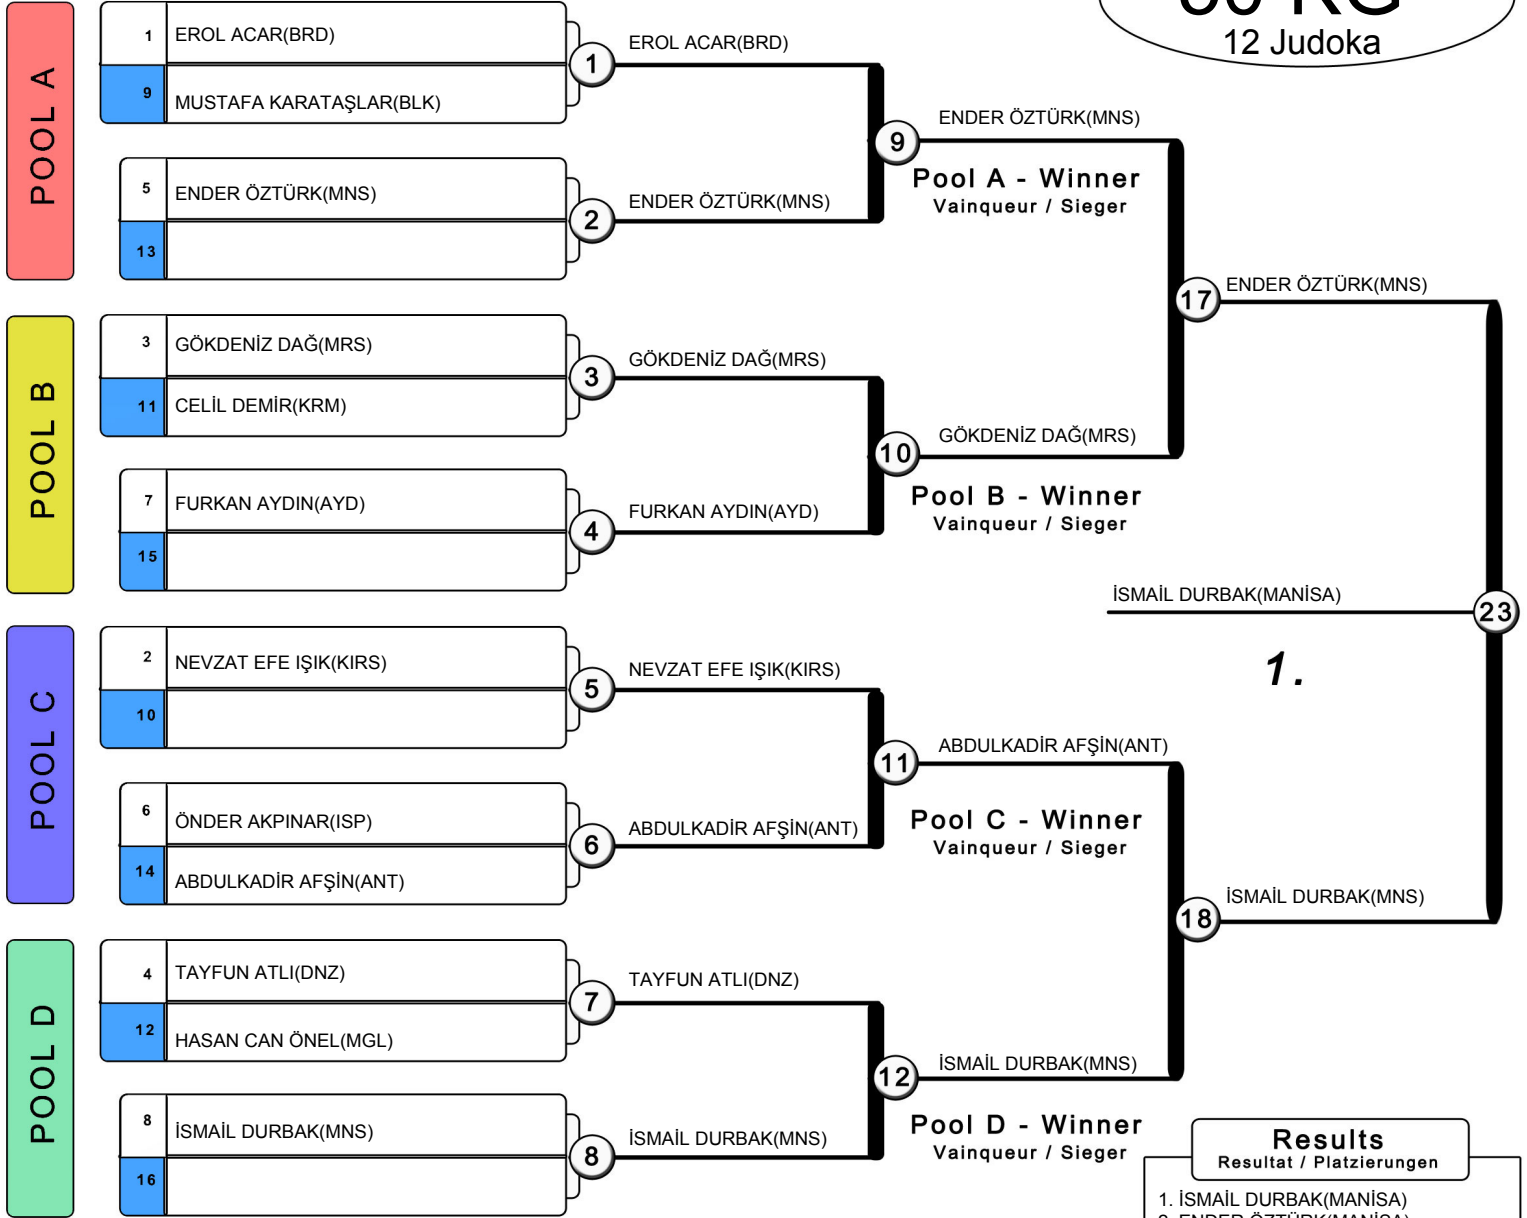 KG
12 Judoka
POOL A
1 EROL ACAR(BRD)
9 MUSTAFA KARATAŞLAR(BLK)
5 ENDER ÖZTÜRK(MNS)
13
1
EROL ACAR(BRD)
2
ENDER ÖZTÜRK(MNS)
9
ENDER ÖZTÜRK(MNS)
Pool A - Winner
Vainqueur / Sieger
POOL B
3 GÖKDENİZ DAĞ(MRS)
11 CELİL DEMİR(KRM)
7 FURKAN AYDIN(AYD)
15
3
GÖKDENİZ DAĞ(MRS)
4
FURKAN AYDIN(AYD)
10
GÖKDENİZ DAĞ(MRS)
Pool B - Winner
Vainqueur / Sieger
17
ENDER ÖZTÜRK(MNS)
POOL C
2 NEVZAT EFE IŞIK(KIRS)
10
6 ÖNDER AKPINAR(ISP)
14 ABDULKADİR AFŞİN(ANT)
5
NEVZAT EFE IŞIK(KIRS)
6
ABDULKADİR AFŞİN(ANT)
11
ABDULKADİR AFŞİN(ANT)
Pool C - Winner
Vainqueur / Sieger
POOL D
4 TAYFUN ATLI(DNZ)
12 HASAN CAN ÖNEL(MGL)
8 İSMAİL DURBAK(MNS)
16
7
TAYFUN ATLI(DNZ)
8
İSMAİL DURBAK(MNS)
12
İSMAİL DURBAK(MNS)
Pool D - Winner
Vainqueur / Sieger
18
İSMAİL DURBAK(MNS)
İSMAİL DURBAK(MANİSA)
23
1.
Results
Resultat / Platzierungen
1. İSMAİL DURBAK(MANİSA)
2. ENDER ÖZTÜRK(MANİSA)